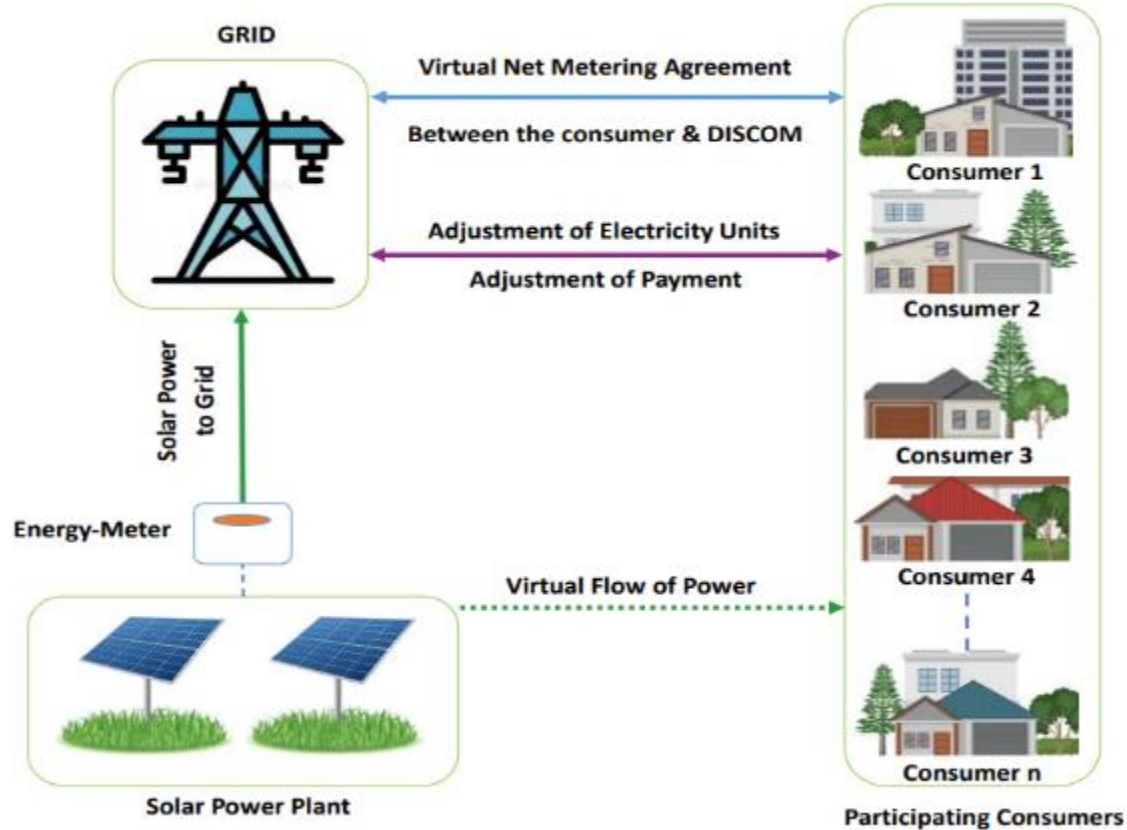 GRID
Virtual Net Metering Agreement
Between the consumer & DISCOM
Consumer 1
Adjustment of Electricity Units
Adjustment of Payment
Consumer 2
Solar Power
to Grid
Consumer 3
Energy-Meter
Consumer 4
Virtual Flow of Power
Consumer n
Solar Power Plant
Participating Consumers